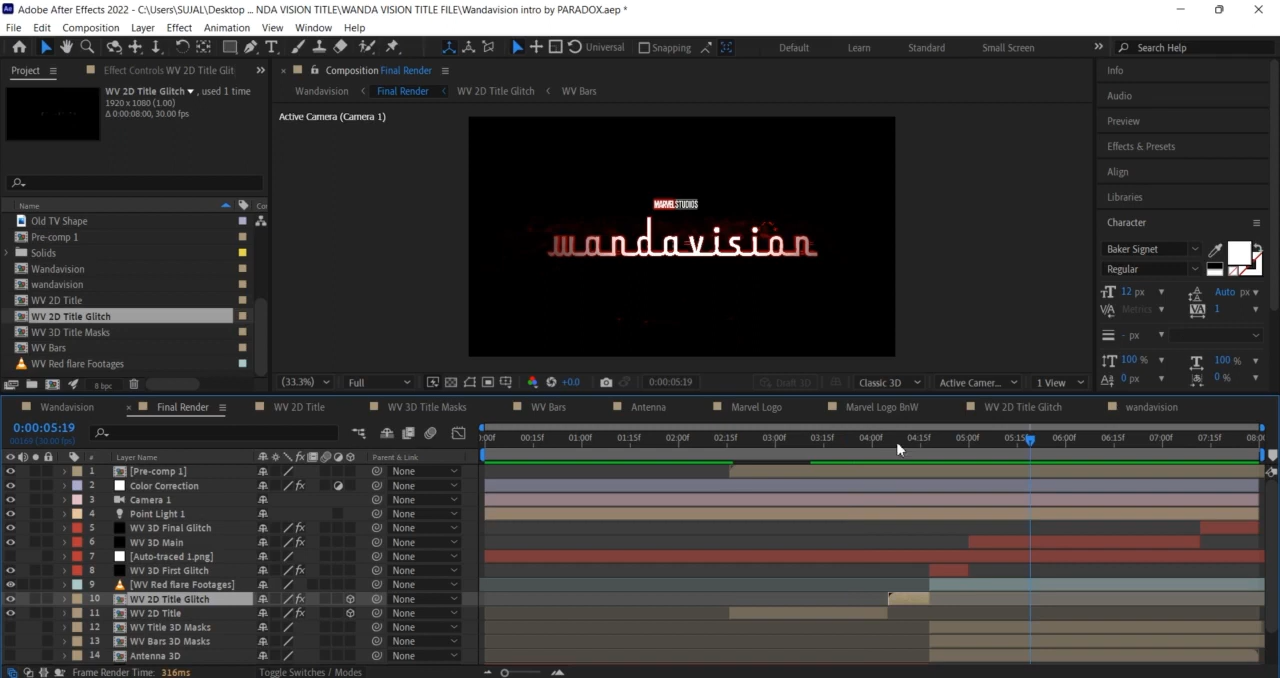 Adobe After Effects 2022 - C:\Users\SUJAL\Desktop ... NDA VISION TITLE\WANDA VISION TITLE FILE\Wandavision intro by PARADOX.aep *
File Edit Composition Layer Effect Animation View Window Help
Universal Snapping Default Learn Standard Small Screen Search Help
Project Effect Controls WV 2D Title Glit
WV 2D Title Glitch , used 1 time
1920 x 1080 (1.00)
Δ 0:00:08:00, 30.00 fps
Name Co
Old TV Shape
Pre-comp 1
Solids
Wandavision
wandavision
WV 2D Title
WV 2D Title Glitch
WV 3D Title Masks
WV Bars
WV Red flare Footages
8 bpc
Composition Final Render
Wandavision Final Render WV 2D Title Glitch WV Bars
Active Camera (Camera 1)
MARVEL STUDIOS
wandavision
(33.3%) Full +0.0 0:00:05:19 Draft 3D Classic 3D Active Camer... 1 View
Info
Audio
Preview
Effects & Presets
Align
Libraries
Character
Baker Signet
Regular
12 px Auto px
Metrics 1
- px
100 % 100 %
0 px 0 %
Wandavision Final Render WV 2D Title WV 3D Title Masks WV Bars Antenna Marvel Logo Marvel Logo BnW WV 2D Title Glitch wandavision
0:00:05:19
00169 (30.00 fps)
:00f 00:15f 01:00f 01:15f 02:00f 02:15f 03:00f 03:15f 04:00f 04:15f 05:00f 05:15f 06:00f 06:15f 07:00f 07:15f 08:0
# Layer Name Parent & Link
1 [Pre-comp 1] None
2 Color Correction None
3 Camera 1 None
4 Point Light 1 None
5 WV 3D Final Glitch None
6 WV 3D Main None
7 [Auto-traced 1.png] None
8 WV 3D First Glitch None
9 [WV Red flare Footages] None
10 WV 2D Title Glitch None
11 WV 2D Title None
12 WV Title 3D Masks None
13 WV Bars 3D Masks None
14 Antenna 3D None
Frame Render Time: 316ms Toggle Switches / Modes